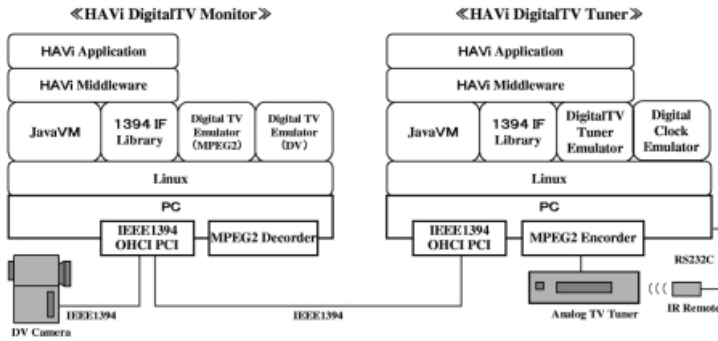 ≪HAVi DigitalTV Monitor≫
HAVi Application
HAVi Middleware
JavaVM
1394 IF
Library
Digital TV
Emulator
(MPEG2)
Digital TV
Emulator
(DV)
Linux
PC
IEEE1394
OHCI PCI
MPEG2 Decorder
DV Camera
IEEE1394
IEEE1394
≪HAVi DigitalTV Tuner≫
HAVi Application
HAVi Middleware
JavaVM
1394 IF
Library
DigitalTV
Tuner
Emulator
Digital
Clock
Emulator
Linux
PC
IEEE1394
OHCI PCI
MPEG2 Encorder
RS232C
Analog TV Tuner
IR Remote